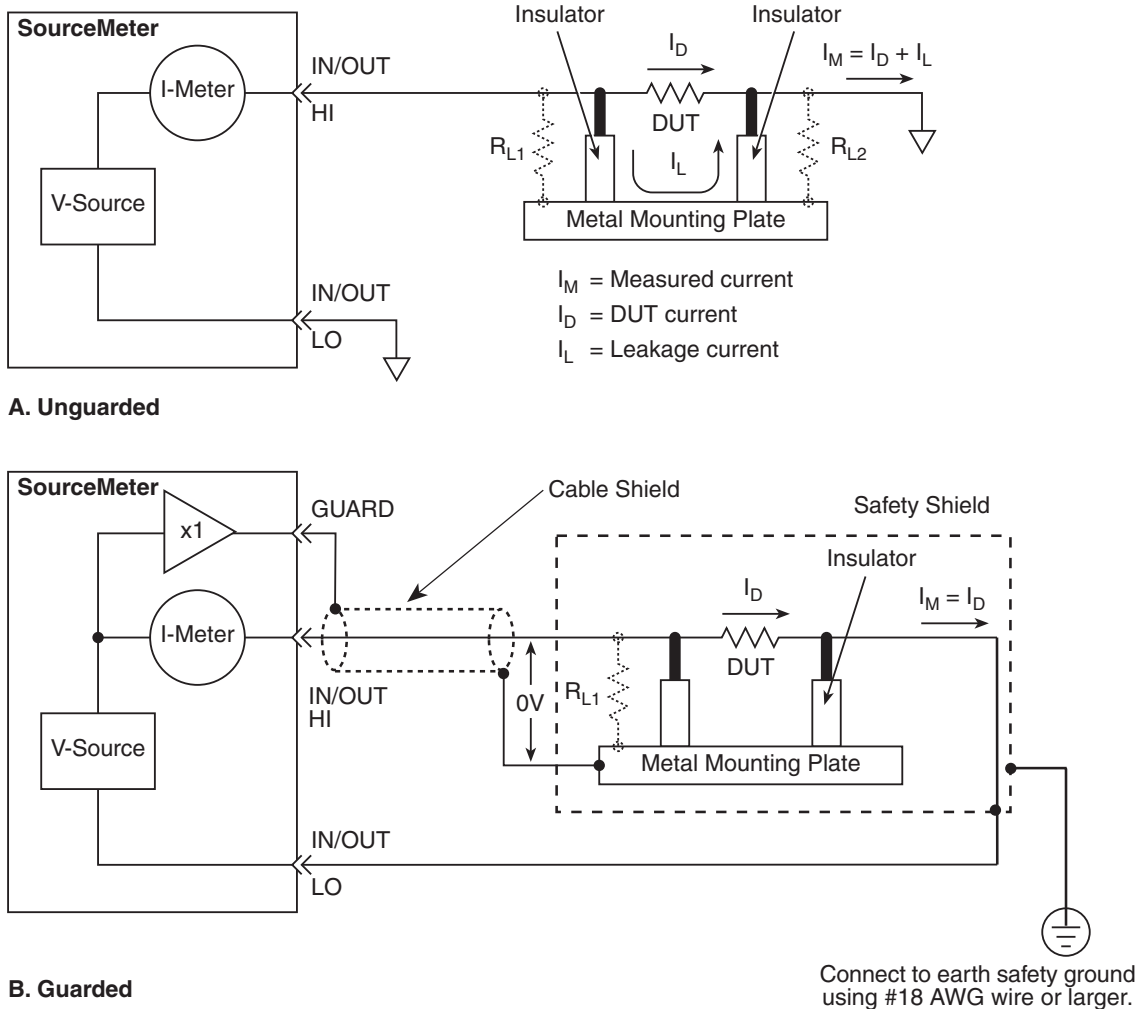 SourceMeter
I-Meter
V-Source
IN/OUT
HI
IN/OUT
LO
Insulator
Insulator
I_D
DUT
I_M = I_D + I_L
R_L1
I_L
R_L2
Metal Mounting Plate
I_M = Measured current
I_D = DUT current
I_L = Leakage current
A. Unguarded
SourceMeter
x1
GUARD
Cable Shield
Safety Shield
I-Meter
IN/OUT
HI
V-Source
0V
R_L1
I_D
DUT
Insulator
I_M = I_D
Metal Mounting Plate
IN/OUT
LO
B. Guarded
Connect to earth safety ground
using #18 AWG wire or larger.